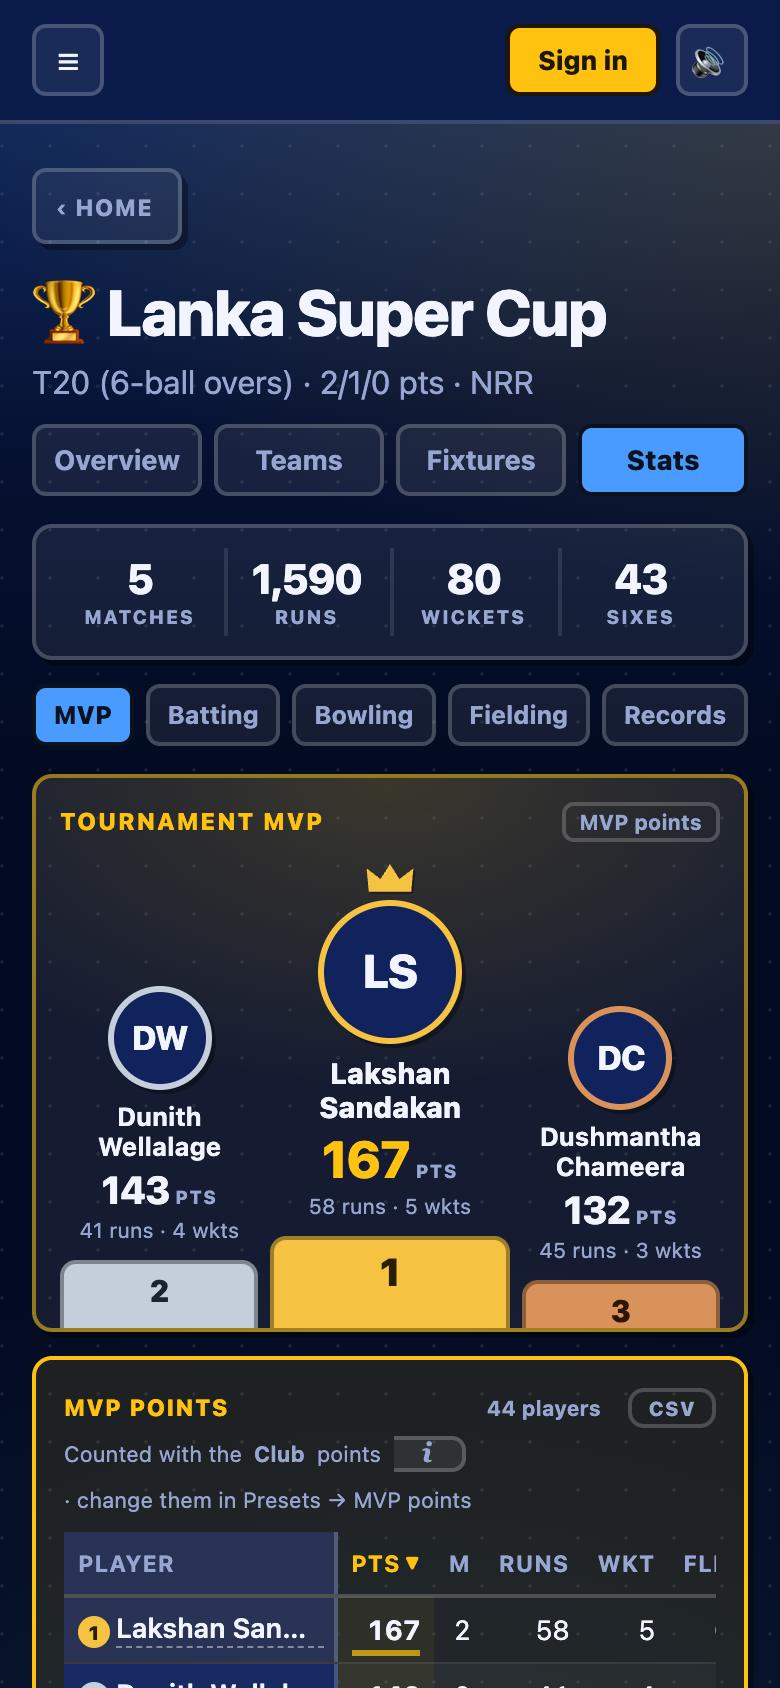 ≡ Sign in
‹ HOME
Lanka Super Cup
T20 (6-ball overs) · 2/1/0 pts · NRR
Overview Teams Fixtures Stats
5 1,590 80 43
MATCHES RUNS WICKETS SIXES
MVP Batting Bowling Fielding Records
TOURNAMENT MVP MVP points
LS
DW
DC
Lakshan
Sandakan
167 PTS
58 runs · 5 wkts
Dunith
Wellalage
143 PTS
41 runs · 4 wkts
Dushmantha
Chameera
132 PTS
45 runs · 3 wkts
2 1 3
MVP POINTS 44 players CSV
Counted with the Club points i
· change them in Presets → MVP points
PLAYER PTS ▼ M RUNS WKT
1 Lakshan San... 167 2 58 5